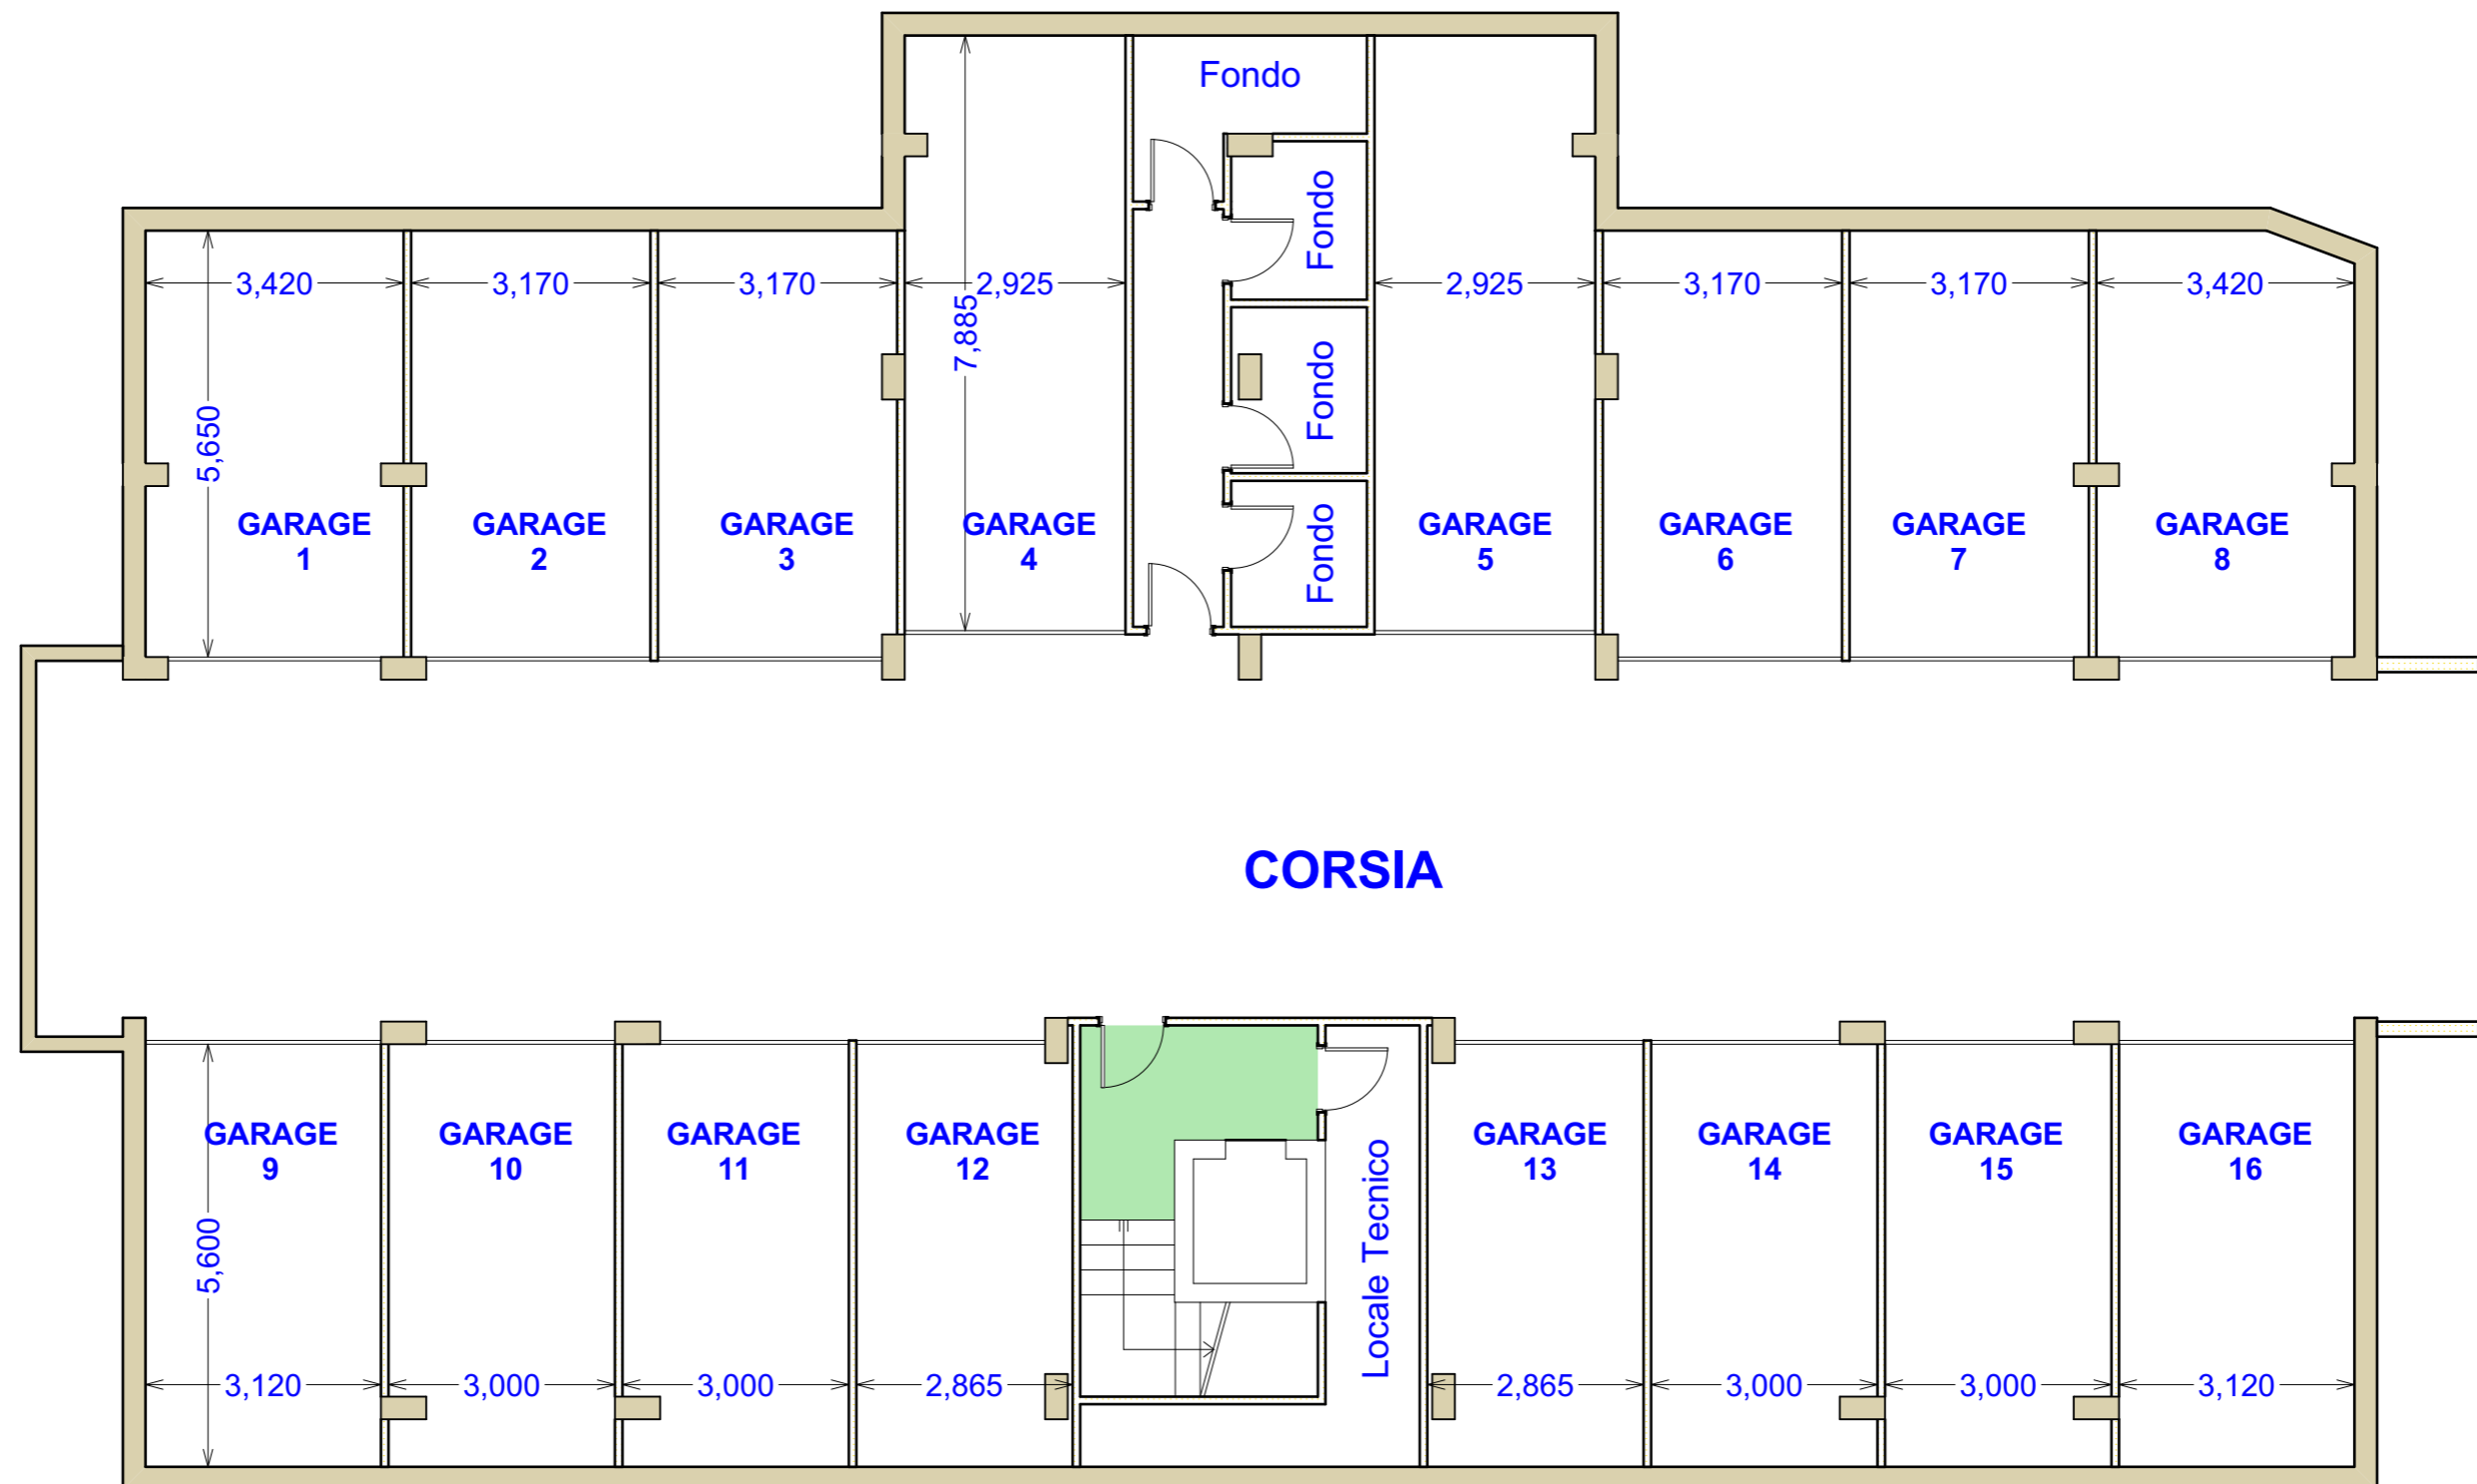 Fondo
Fondo
3,420
3,170
3,170
2,925
2,925
3,170
3,170
3,420
7,885
Fondo
5,650
GARAGE
1
GARAGE
2
GARAGE
3
GARAGE
4
Fondo
GARAGE
5
GARAGE
6
GARAGE
7
GARAGE
8
CORSIA
GARAGE
9
GARAGE
10
GARAGE
11
GARAGE
12
GARAGE
13
GARAGE
14
GARAGE
15
GARAGE
16
5,600
Locale Tecnico
3,120
3,000
3,000
2,865
2,865
3,000
3,000
3,120